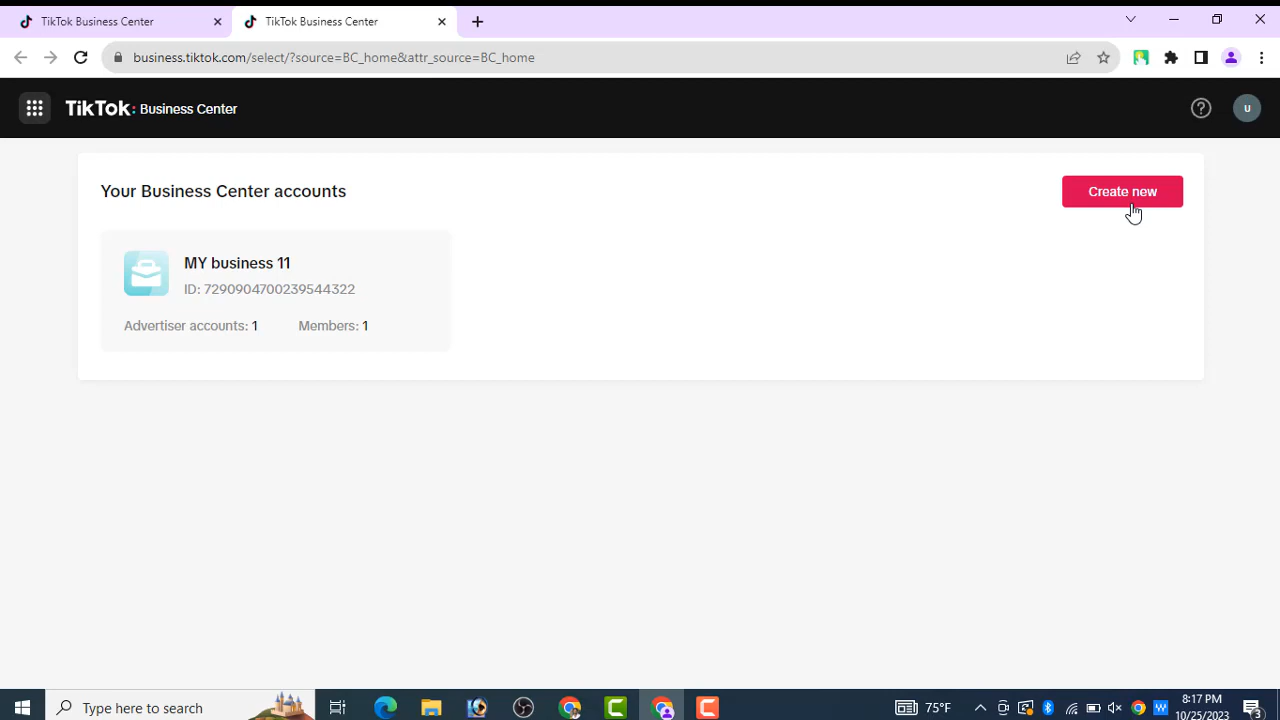 TikTok Business Center
TikTok Business Center
business.tiktok.com/select/?source=BC_home&attr_source=BC_home
TikTok: Business Center
U
Your Business Center accounts
Create new
MY business 11
ID: 7290904700239544322
Advertiser accounts: 1 Members: 1
Type here to search
75°F
W
8:17 PM
10/25/2023
3